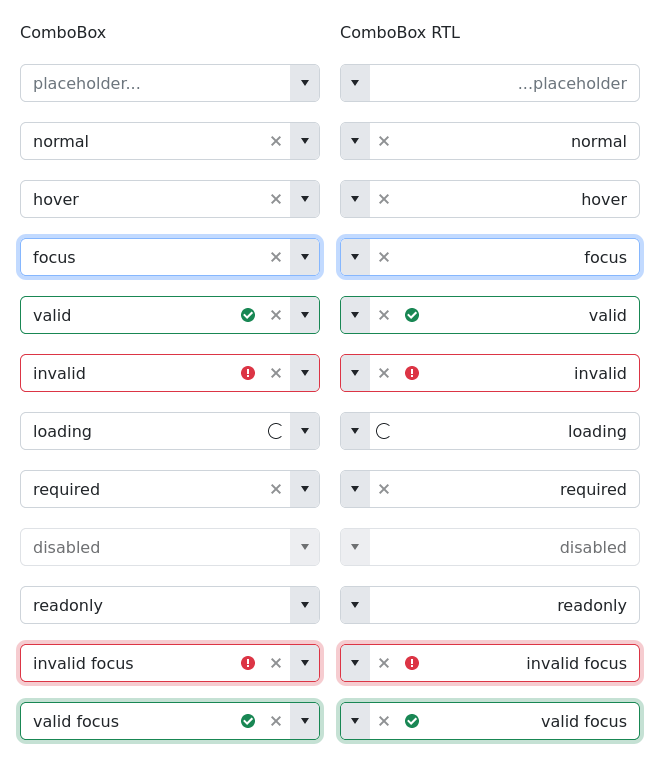 ComboBox
ComboBox RTL
placeholder...
...placeholder
normal
normal
hover
hover
focus
focus
valid
valid
invalid
invalid
loading
loading
required
required
disabled
disabled
readonly
readonly
invalid focus
invalid focus
valid focus
valid focus